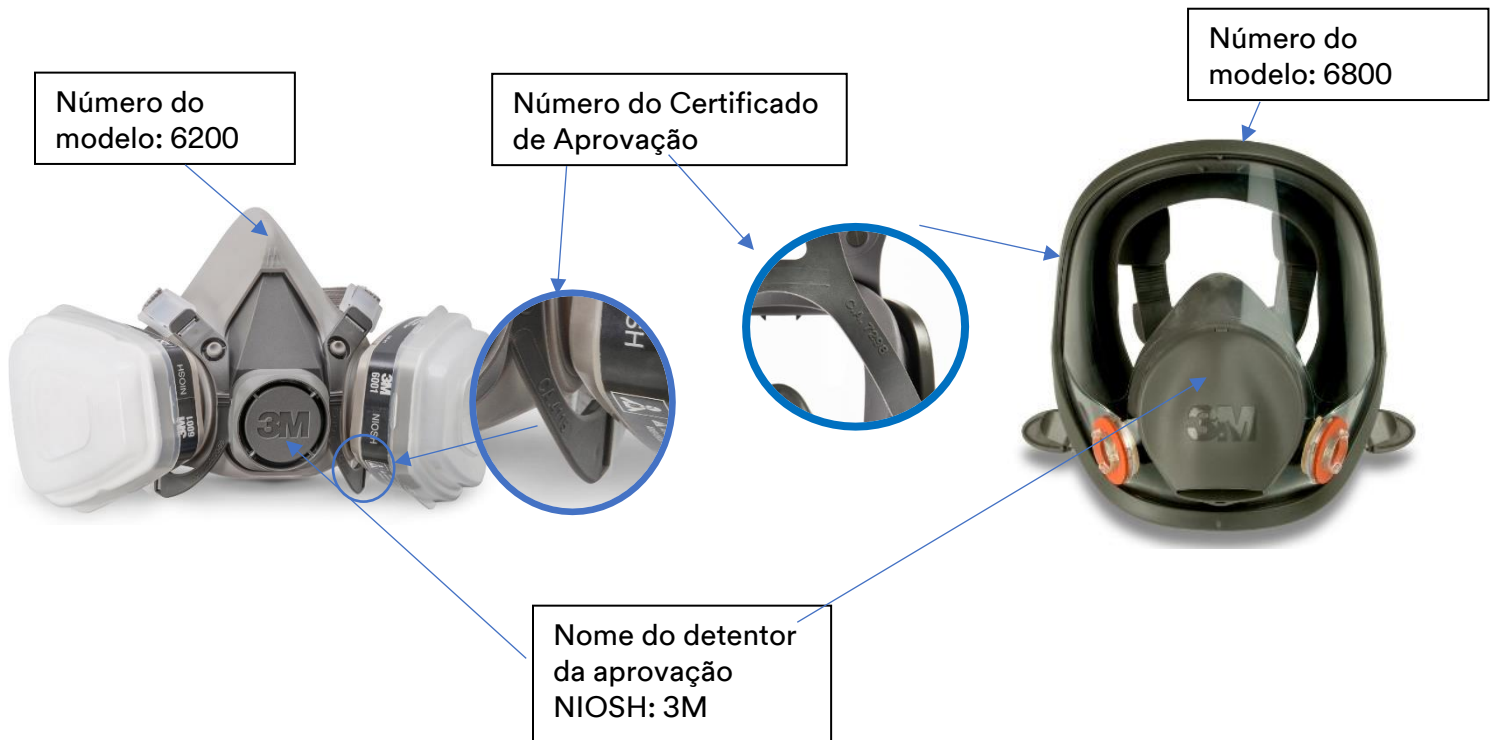 Número do
modelo: 6200
Número do Certificado
de Aprovação
Número do
modelo: 6800
3M
6001
NIOSH
3M
3M
6001
NIOSH
3M
Nome do detentor
da aprovação
NIOSH: 3M